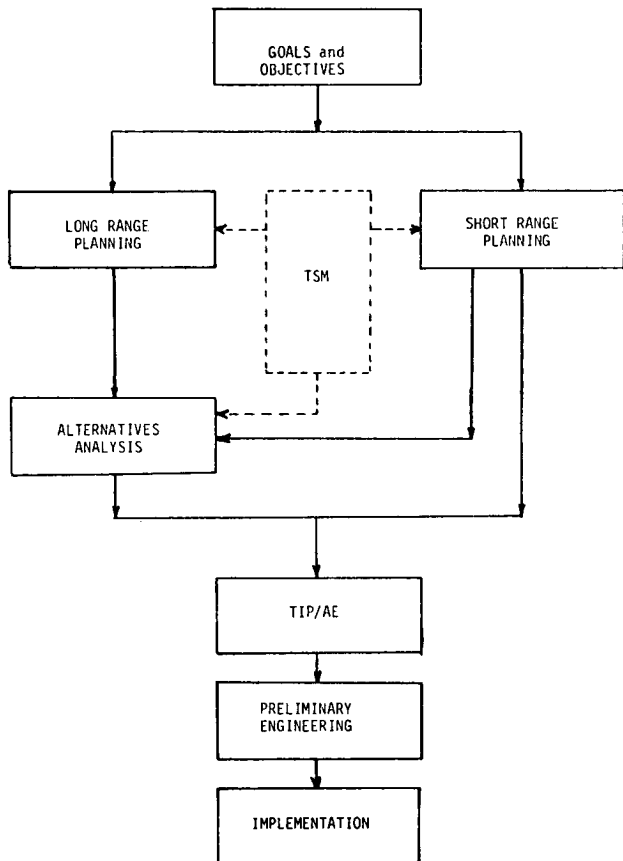 GOALS and
OBJECTIVES
LONG RANGE
PLANNING
TSM
SHORT RANGE
PLANNING
ALTERNATIVES
ANALYSIS
TIP/AE
PRELIMINARY
ENGINEERING
IMPLEMENTATION